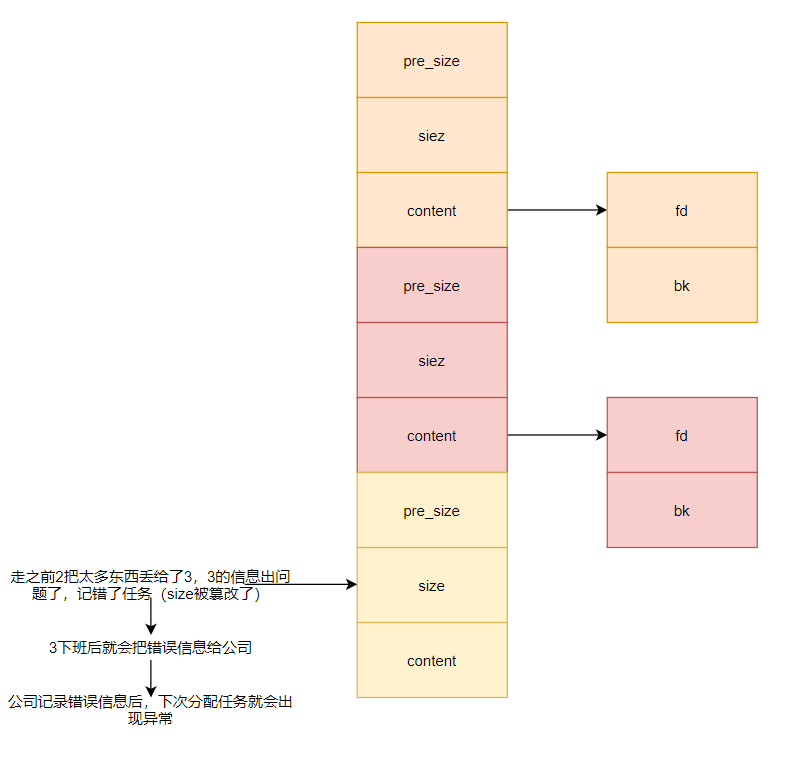 pre_size
siez
content
fd
bk
pre_size
siez
content
fd
bk
pre_size
size
content
走之前2把太多东西丢给了3，3的信息出问
题了，记错了任务（size被篡改了）
3下班后就会把错误信息给公司
公司记录错误信息后，下次分配任务就会出
现异常